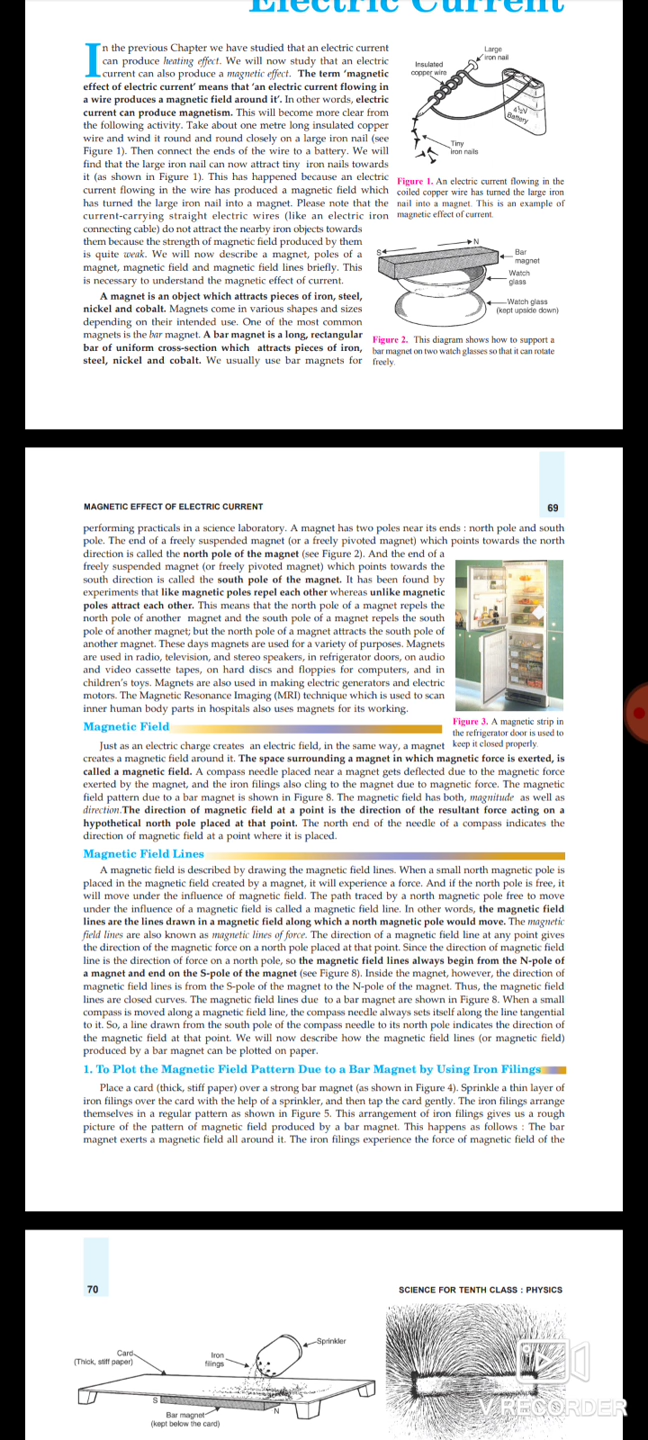 Electric Current
In the previous Chapter we have studied that an electric current
can produce heating effect. We will now study that an electric
current can also produce a magnetic effect. The term ‘magnetic
effect of electric current’ means that ‘an electric current flowing in
a wire produces a magnetic field around it’. In other words, electric
current can produce magnetism. This will become more clear from
the following activity. Take about one metre long insulated copper
wire and wind it round and round closely on a large iron nail (see
Figure 1). Then connect the ends of the wire to a battery. We will
find that the large iron nail can now attract tiny iron nails towards
it (as shown in Figure 1). This has happened because an electric
current flowing in the wire has produced a magnetic field which
has turned the large iron nail into a magnet. Please note that the
current-carrying straight electric wires (like an electric iron
connecting cable) do not attract the nearby iron objects towards
them because the strength of magnetic field produced by them
is quite weak. We will now describe a magnet, poles of a
magnet, magnetic field and magnetic field lines briefly. This
is necessary to understand the magnetic effect of current.
A magnet is an object which attracts pieces of iron, steel,
nickel and cobalt. Magnets come in various shapes and sizes
depending on their intended use. One of the most common
magnets is the bar magnet. A bar magnet is a long, rectangular
bar of uniform cross-section which attracts pieces of iron,
steel, nickel and cobalt. We usually use bar magnets for
Large
iron nail
Insulated
copper wire
4½V
Battery
Tiny
iron nails
Figure 1. An electric current flowing in the
coiled copper wire has turned the large iron
nail into a magnet. This is an example of
magnetic effect of current.
S
N
Bar
magnet
Watch
glass
Watch glass
(kept upside down)
Figure 2. This diagram shows how to support a
bar magnet on two watch glasses so that it can rotate
freely.
MAGNETIC EFFECT OF ELECTRIC CURRENT
69
performing practicals in a science laboratory. A magnet has two poles near its ends : north pole and south
pole. The end of a freely suspended magnet (or a freely pivoted magnet) which points towards the north
direction is called the north pole of the magnet (see Figure 2). And the end of a
freely suspended magnet (or freely pivoted magnet) which points towards the
south direction is called the south pole of the magnet. It has been found by
experiments that like magnetic poles repel each other whereas unlike magnetic
poles attract each other. This means that the north pole of a magnet repels the
north pole of another magnet and the south pole of a magnet repels the south
pole of another magnet; but the north pole of a magnet attracts the south pole of
another magnet. These days magnets are used for a variety of purposes. Magnets
are used in radio, television, and stereo speakers, in refrigerator doors, on audio
and video cassette tapes, on hard discs and floppies for computers, and in
children's toys. Magnets are also used in making electric generators and electric
motors. The Magnetic Resonance Imaging (MRI) technique which is used to scan
inner human body parts in hospitals also uses magnets for its working.
Figure 3. A magnetic strip in
the refrigerator door is used to
keep it closed properly.
Magnetic Field
Just as an electric charge creates an electric field, in the same way, a magnet
creates a magnetic field around it. The space surrounding a magnet in which magnetic force is exerted, is
called a magnetic field. A compass needle placed near a magnet gets deflected due to the magnetic force
exerted by the magnet, and the iron filings also cling to the magnet due to magnetic force. The magnetic
field pattern due to a bar magnet is shown in Figure 8. The magnetic field has both, magnitude as well as
direction.The direction of magnetic field at a point is the direction of the resultant force acting on a
hypothetical north pole placed at that point. The north end of the needle of a compass indicates the
direction of magnetic field at a point where it is placed.
Magnetic Field Lines
A magnetic field is described by drawing the magnetic field lines. When a small north magnetic pole is
placed in the magnetic field created by a magnet, it will experience a force. And if the north pole is free, it
will move under the influence of magnetic field. The path traced by a north magnetic pole free to move
under the influence of a magnetic field is called a magnetic field line. In other words, the magnetic field
lines are the lines drawn in a magnetic field along which a north magnetic pole would move. The magnetic
field lines are also known as magnetic lines of force. The direction of a magnetic field line at any point gives
the direction of the magnetic force on a north pole placed at that point. Since the direction of magnetic field
line is the direction of force on a north pole, so the magnetic field lines always begin from the N-pole of
a magnet and end on the S-pole of the magnet (see Figure 8). Inside the magnet, however, the direction of
magnetic field lines is from the S-pole of the magnet to the N-pole of the magnet. Thus, the magnetic field
lines are closed curves. The magnetic field lines due to a bar magnet are shown in Figure 8. When a small
compass is moved along a magnetic field line, the compass needle always sets itself along the line tangential
to it. So, a line drawn from the south pole of the compass needle to its north pole indicates the direction of
the magnetic field at that point. We will now describe how the magnetic field lines (or magnetic field)
produced by a bar magnet can be plotted on paper.
1. To Plot the Magnetic Field Pattern Due to a Bar Magnet by Using Iron Filings
Place a card (thick, stiff paper) over a strong bar magnet (as shown in Figure 4). Sprinkle a thin layer of
iron filings over the card with the help of a sprinkler, and then tap the card gently. The iron filings arrange
themselves in a regular pattern as shown in Figure 5. This arrangement of iron filings gives us a rough
picture of the pattern of magnetic field produced by a bar magnet. This happens as follows : The bar
magnet exerts a magnetic field all around it. The iron filings experience the force of magnetic field of the
70
SCIENCE FOR TENTH CLASS : PHYSICS
Card
(Thick, stiff paper)
Iron
filings
Sprinkler
S
N
Bar magnet
(kept below the card)
V RECORDER